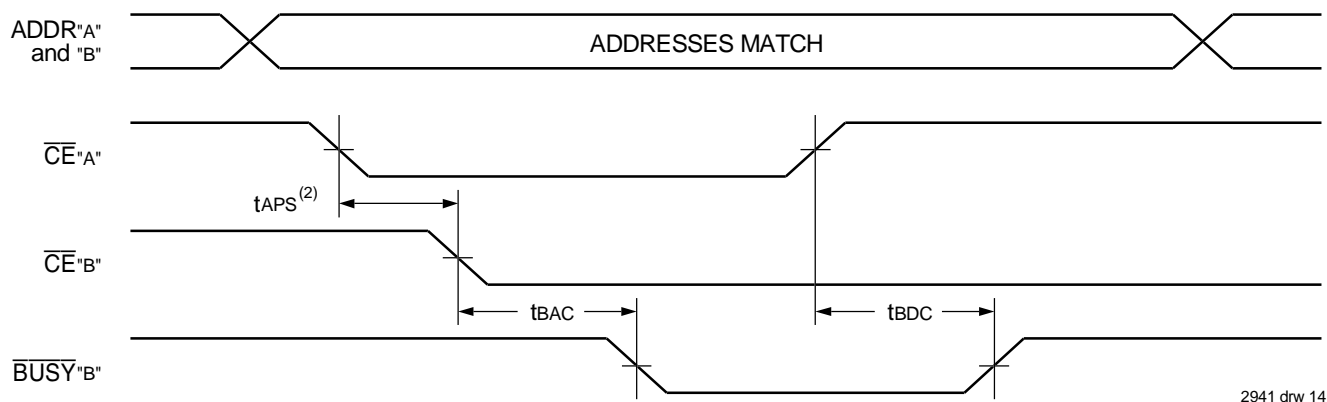 ADDR"A"
and "B"
ADDRESSES MATCH
CE"A"
tAPS(2)
CE"B"
tBAC
tBDC
BUSY"B"
2941 drw 14